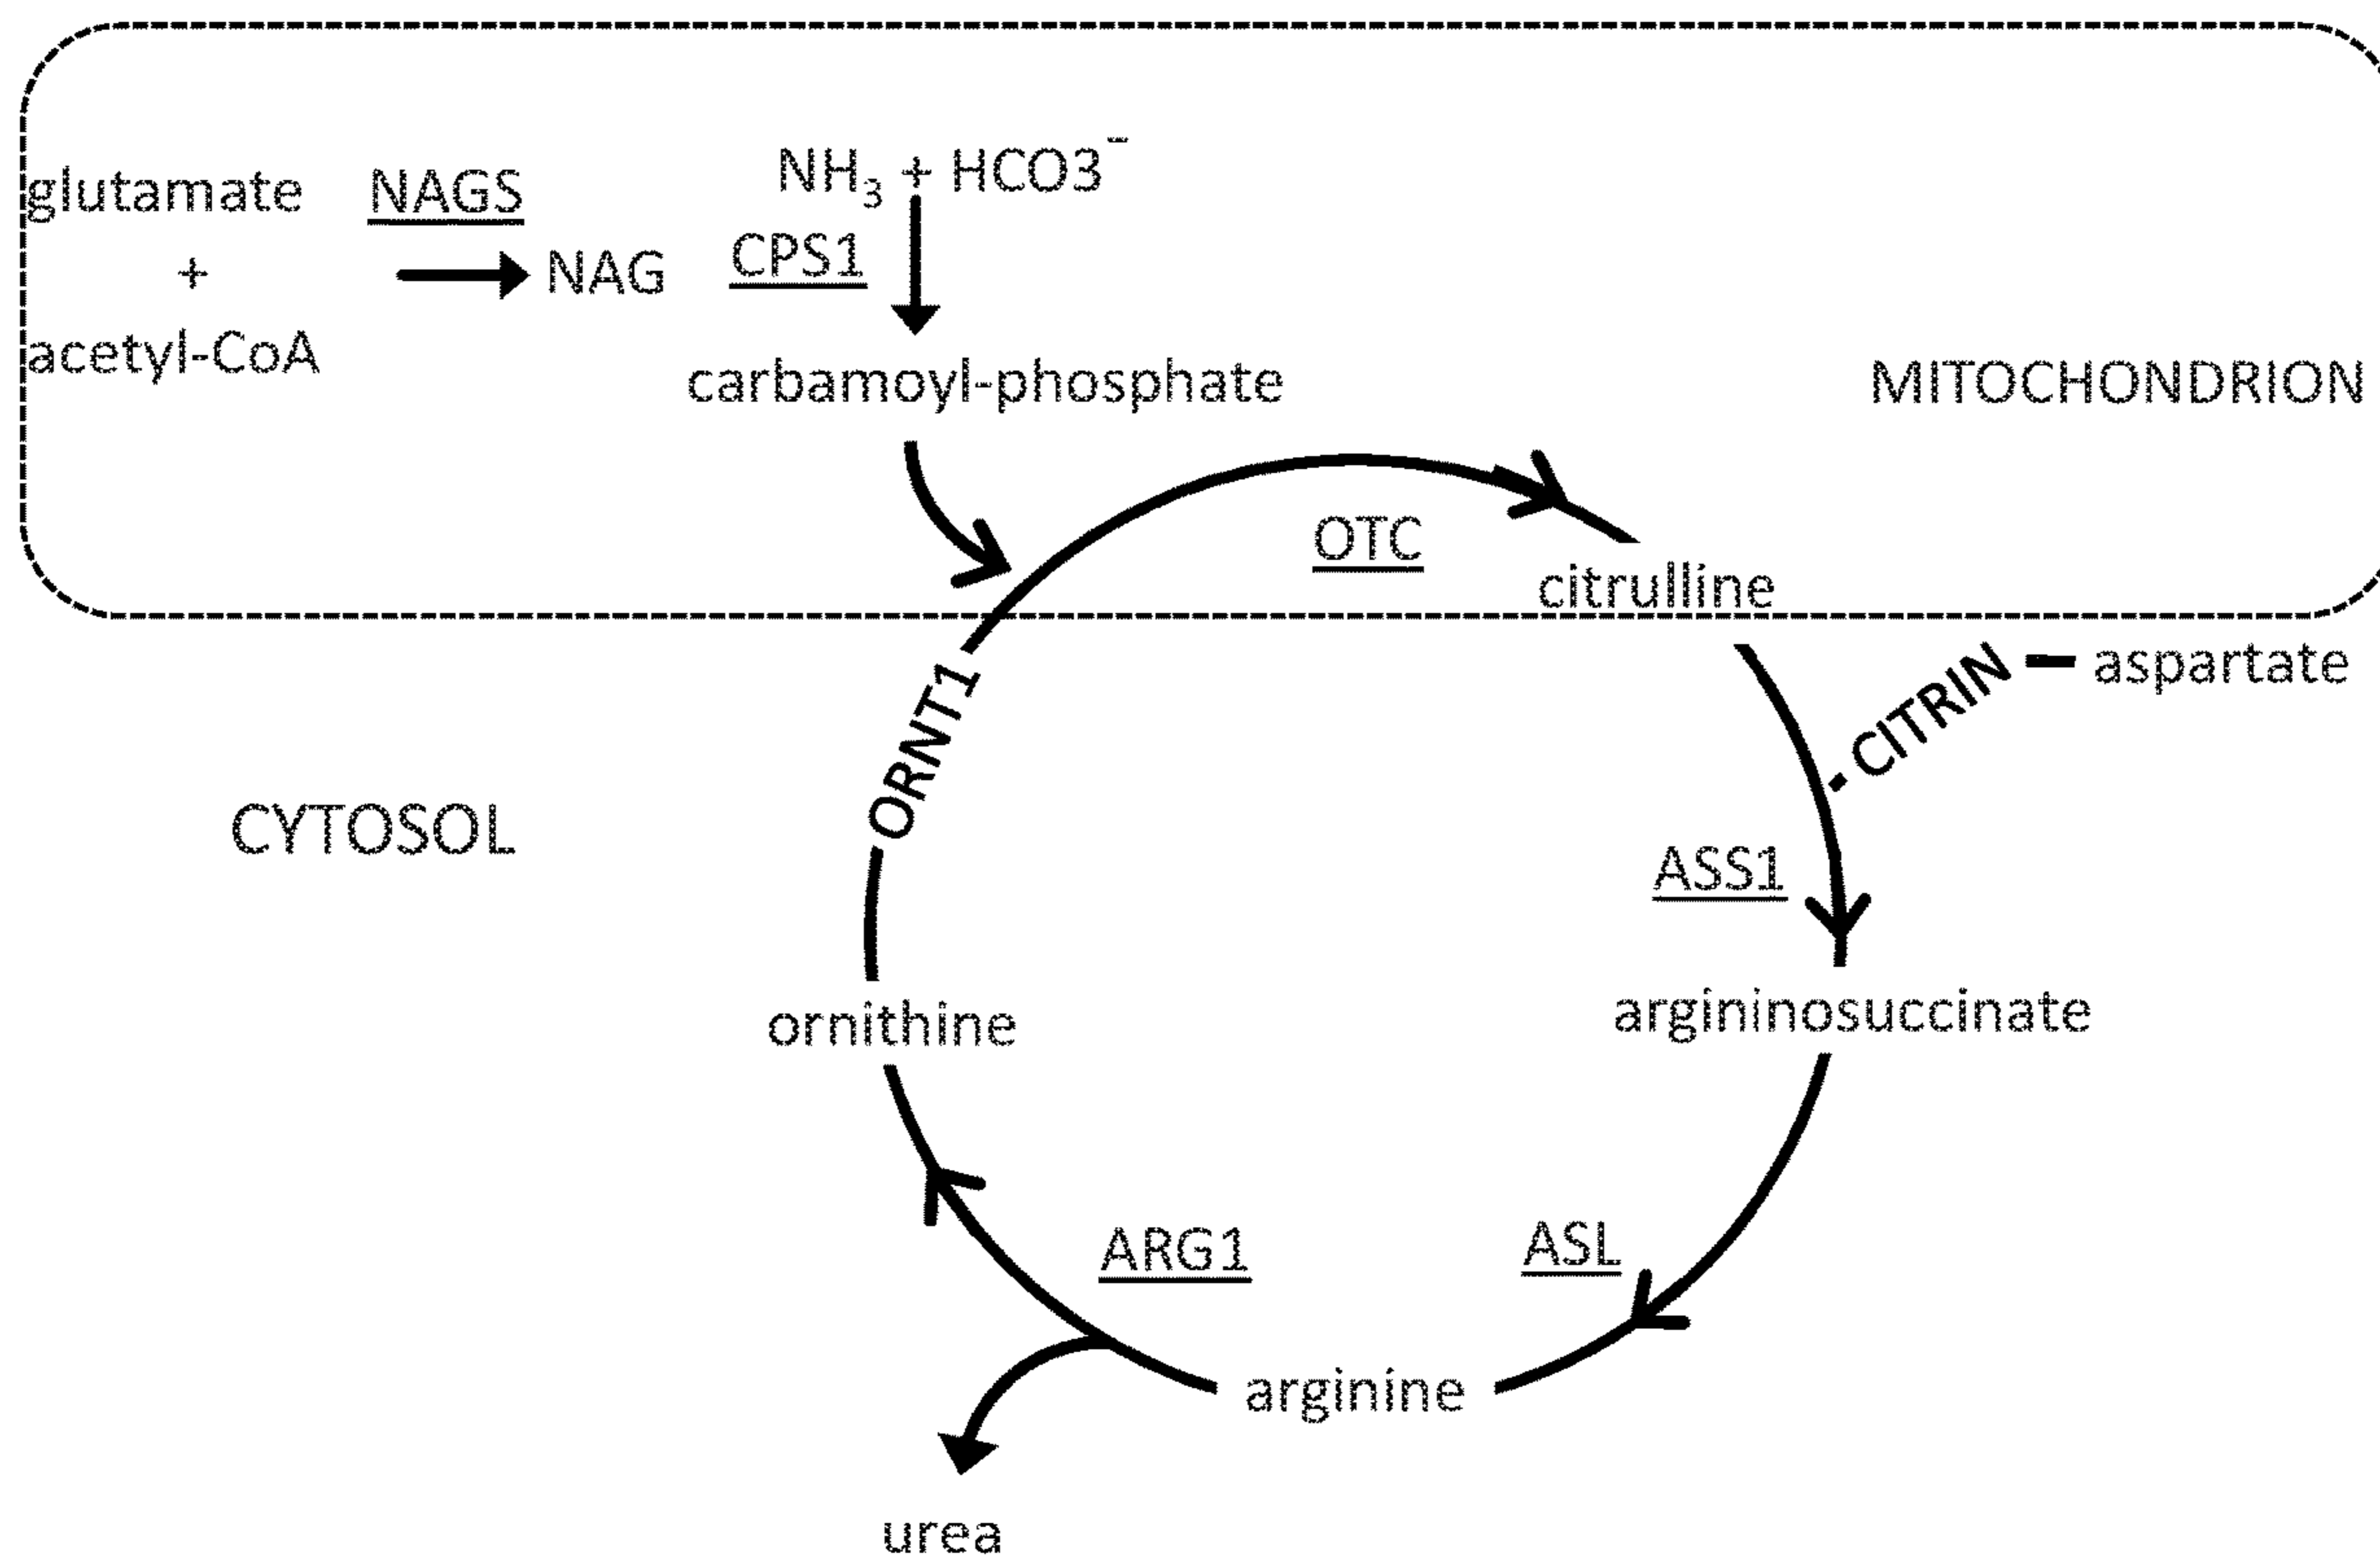 NH₃ + HCO3⁻
glutamate
NAGS
+
NAG
CPS1
acetyl-CoA
carbamoyl-phosphate
MITOCHONDRION
OTC
citrulline
CITRIN
aspartate
ORNT1
CYTOSOL
ASS1
ornithine
argininosuccinate
ARG1
ASL
arginine
urea